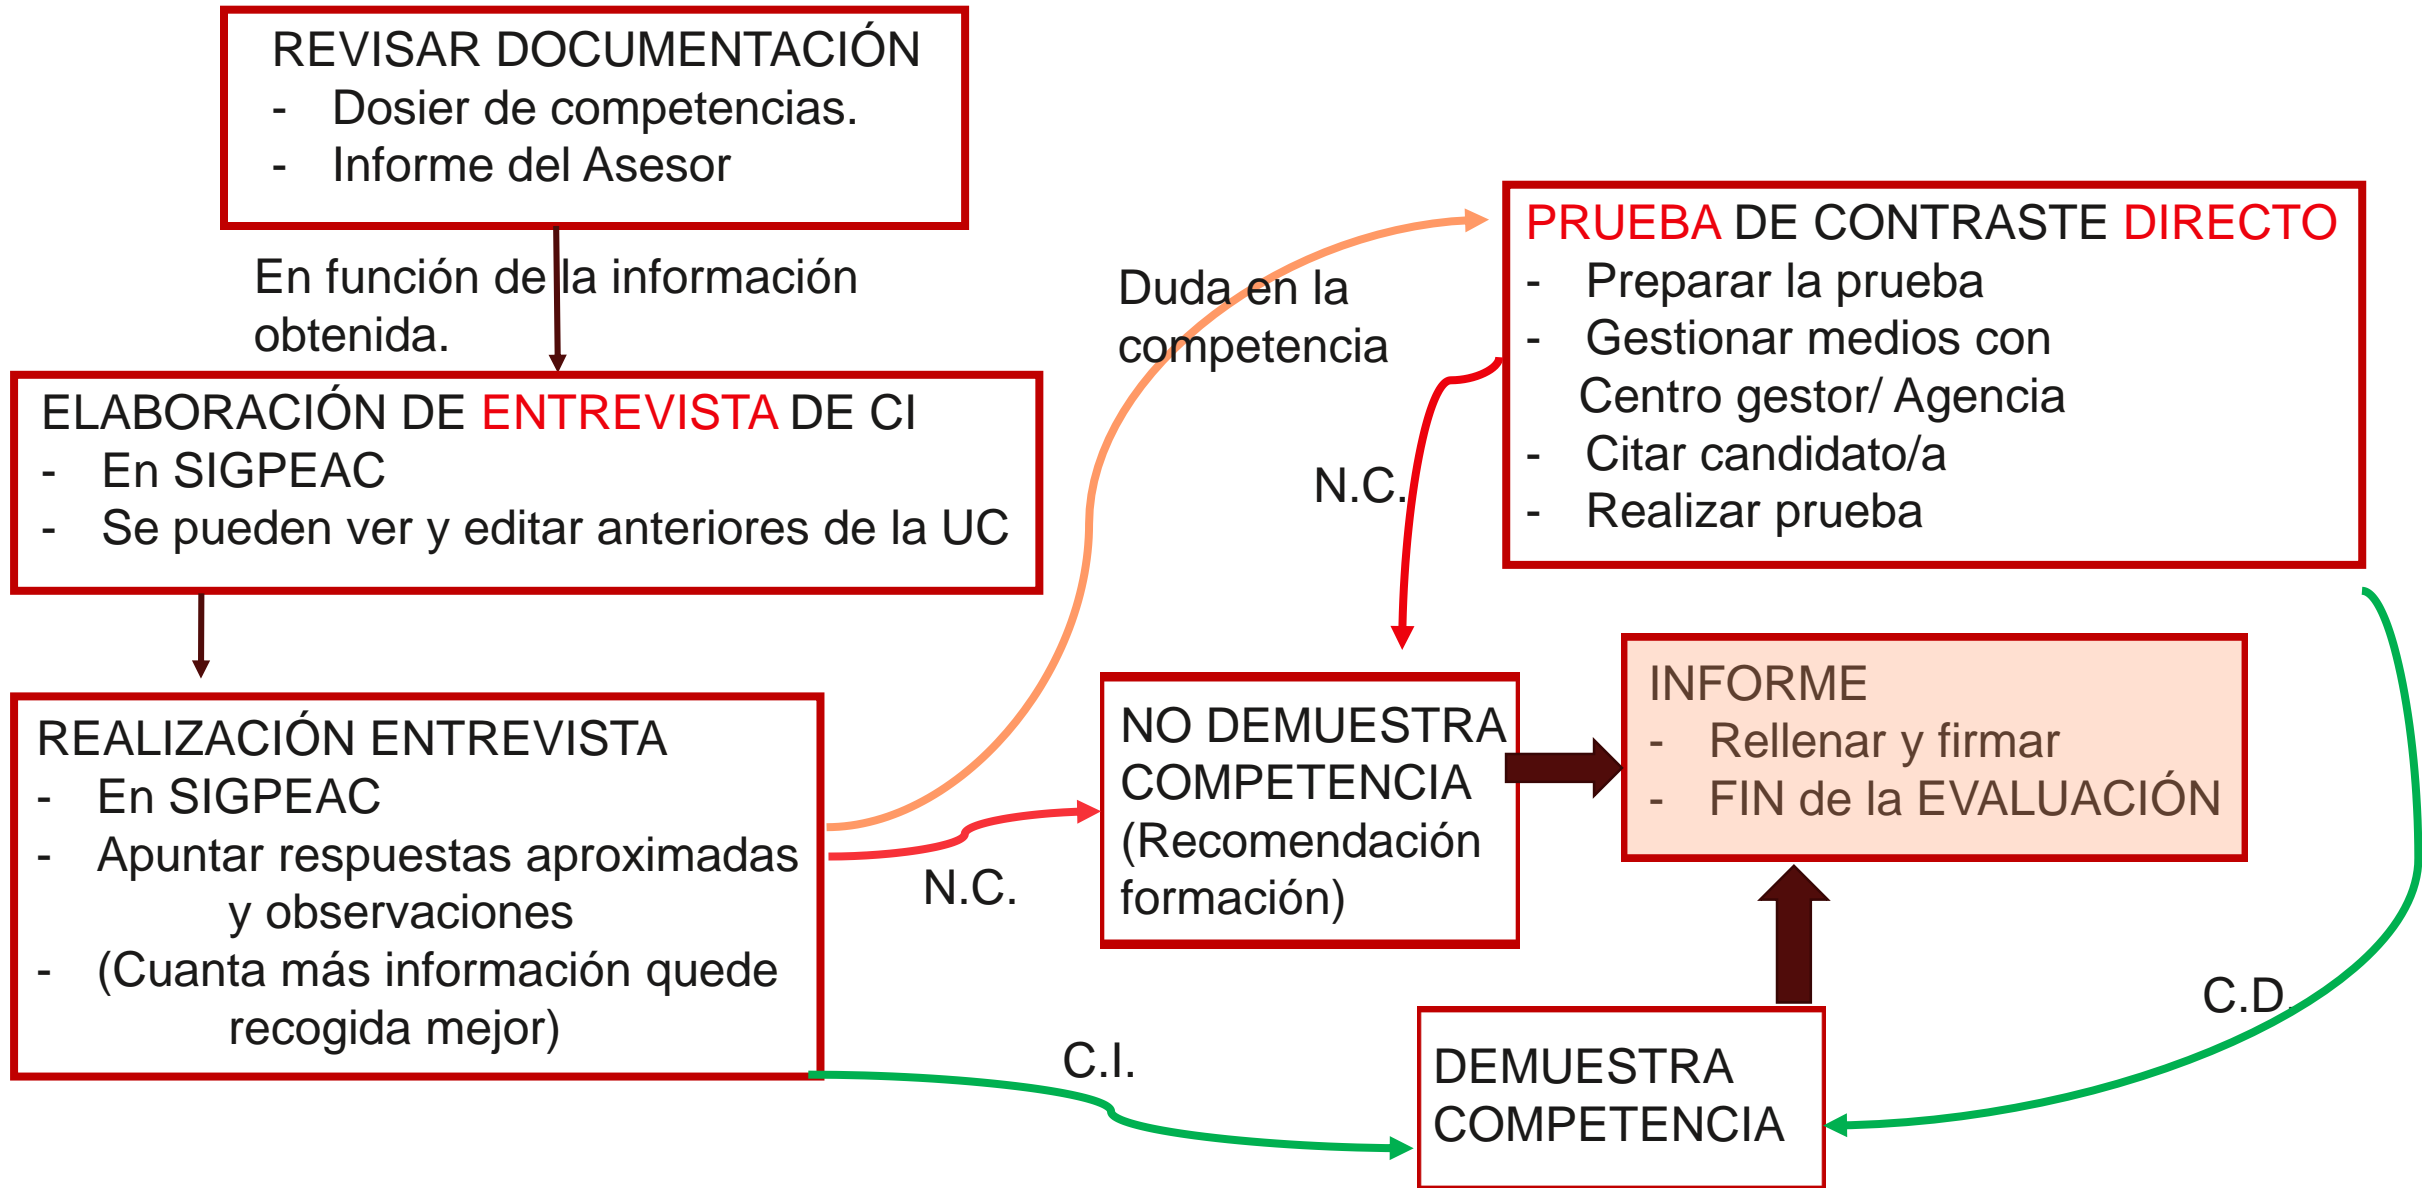 REVISAR DOCUMENTACIÓN
- Dosier de competencias.
- Informe del Asesor
En función de la información
obtenida.
ELABORACIÓN DE ENTREVISTA DE CI
- En SIGPEAC
- Se pueden ver y editar anteriores de la UC
REALIZACIÓN ENTREVISTA
- En SIGPEAC
- Apuntar respuestas aproximadas
y observaciones
- (Cuanta más información quede
recogida mejor)
Duda en la
competencia
PRUEBA DE CONTRASTE DIRECTO
- Preparar la prueba
- Gestionar medios con
Centro gestor/ Agencia
- Citar candidato/a
- Realizar prueba
N.C.
N.C.
NO DEMUESTRA
COMPETENCIA
(Recomendación
formación)
INFORME
- Rellenar y firmar
- FIN de la EVALUACIÓN
C.I.
C.D.
DEMUESTRA
COMPETENCIA